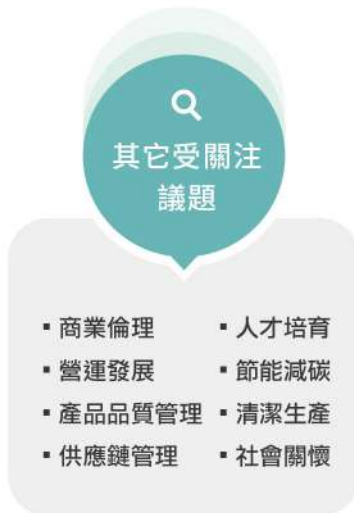 其它受關注
議題
▪ 商業倫理
▪ 營運發展
▪ 產品品質管理
▪ 供應鏈管理
▪ 人才培育
▪ 節能減碳
▪ 清潔生產
▪ 社會關懷